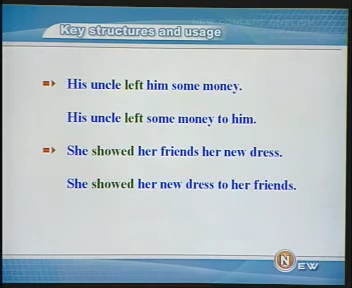 Key structures and usage
His uncle left him some money.
His uncle left some money to him.
She showed her friends her new dress.
She showed her new dress to her friends.
NEW